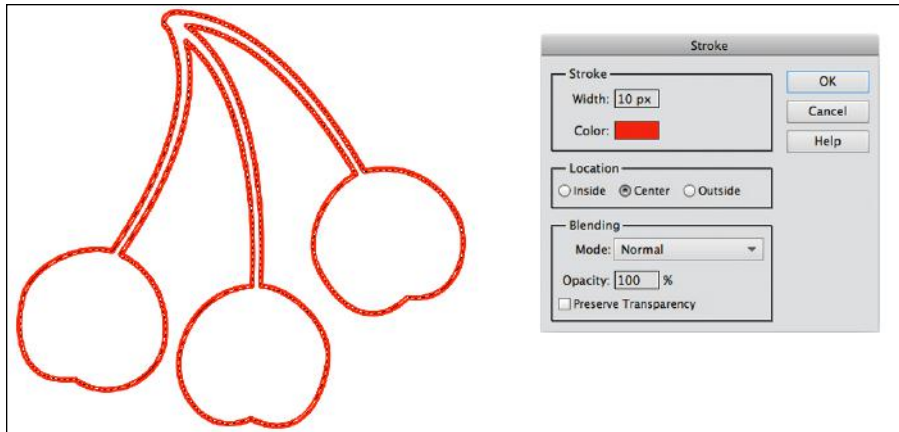 Stroke
Stroke
Width: 10 px
Color:
OK
Cancel
Help
Location
Inside Center Outside
Blending
Mode: Normal
Opacity: 100 %
Preserve Transparency